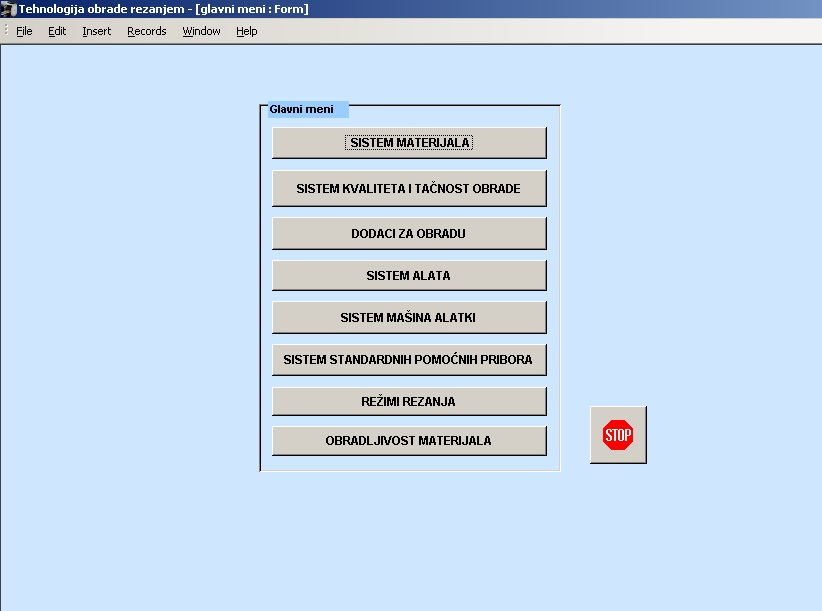 Tehnologija obrade rezanjem - [glavni meni : Form]
File Edit Insert Records Window Help
Glavni meni
SISTEM MATERIJALA
SISTEM KVALITETA I TAČNOST OBRADE
DODACI ZA OBRADU
SISTEM ALATA
SISTEM MAŠINA ALATKI
SISTEM STANDARDNIH POMOĆNIH PRIBORA
REŽIMI REZANJA
STOP
OBRADLJIVOST MATERIJALA